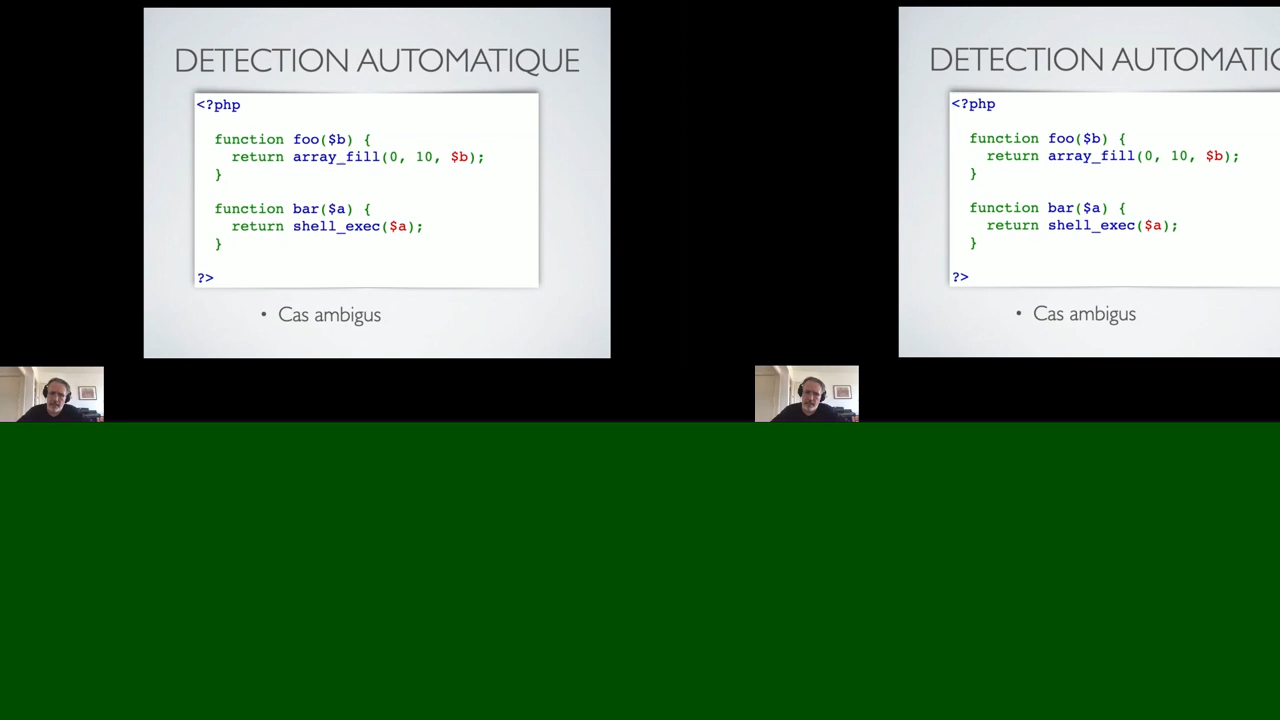 DETECTION AUTOMATIQUE
<?php
function foo($b) {
return array_fill(0, 10, $b);
}
function bar($a) {
return shell_exec($a);
}
?>
• Cas ambigus
DETECTION AUTOMATIC
<?php
function foo($b) {
return array_fill(0, 10, $b);
}
function bar($a) {
return shell_exec($a);
}
?>
• Cas ambigus